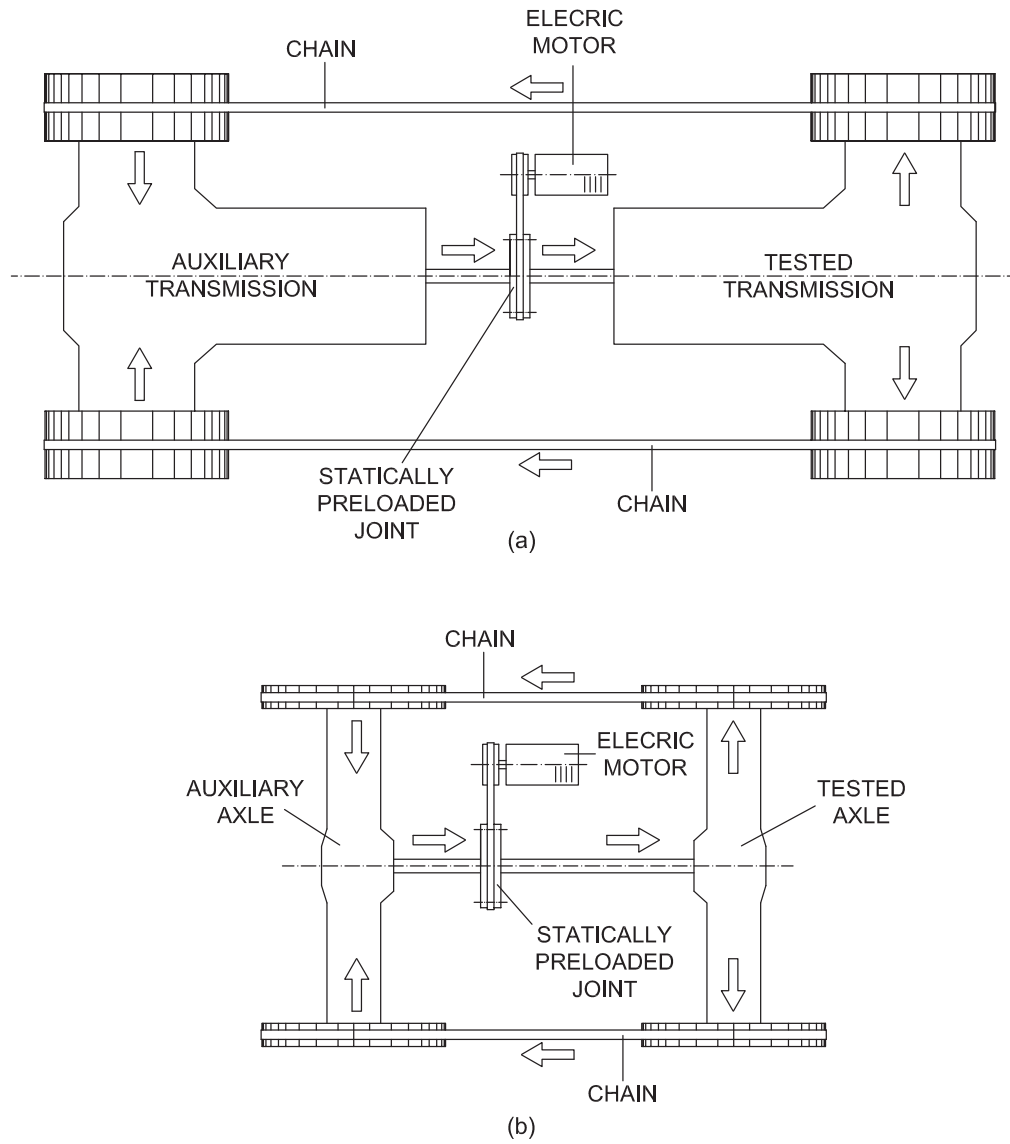 ELECRIC
MOTOR
CHAIN
AUXILIARY
TRANSMISSION
TESTED
TRANSMISSION
STATICALLY
PRELOADED
JOINT
CHAIN
(a)
CHAIN
ELECRIC
MOTOR
AUXILIARY
AXLE
TESTED
AXLE
STATICALLY
PRELOADED
JOINT
CHAIN
(b)